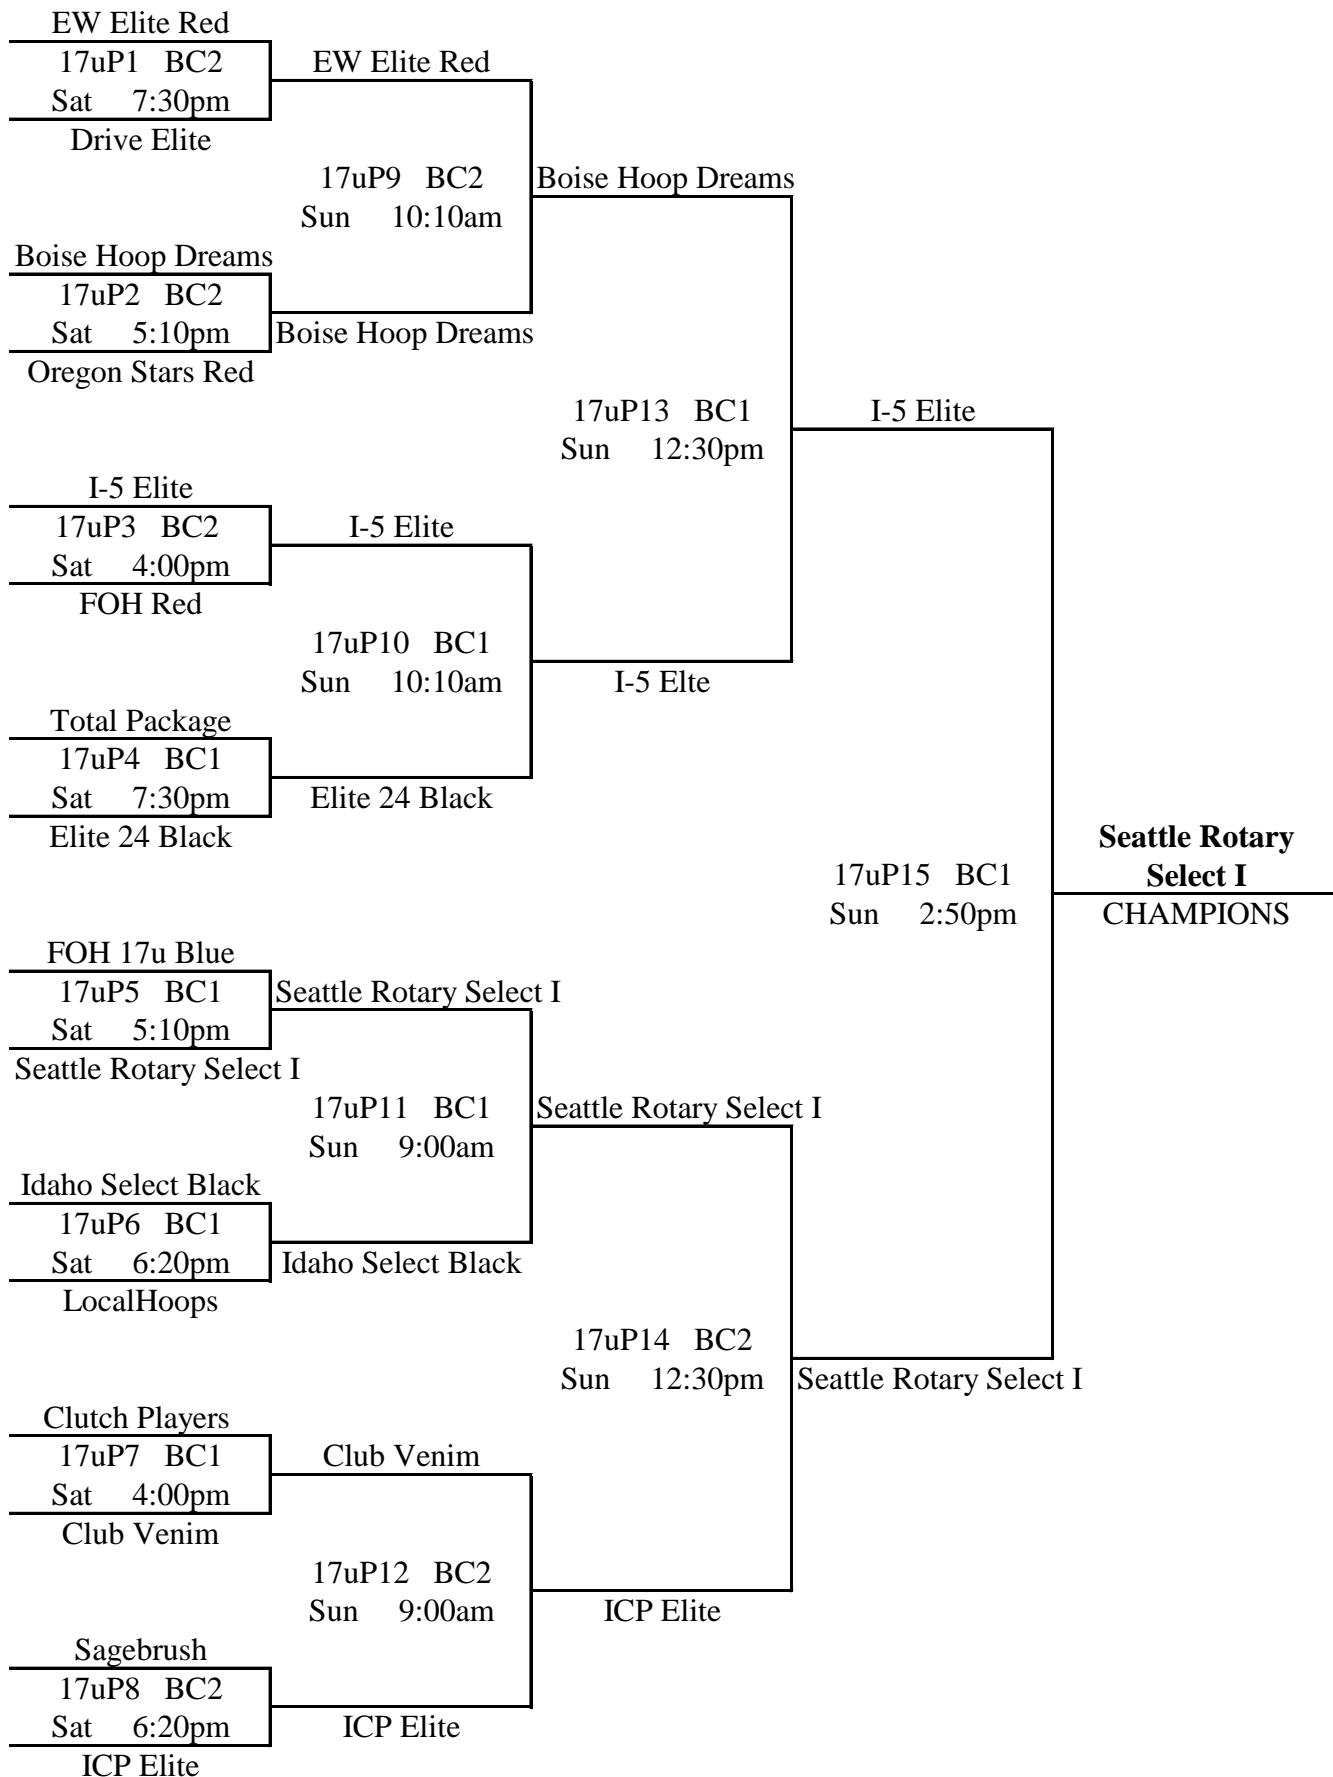 EW Elite Red
17uP1 BC2
Sat 7:30pm
Drive Elite
EW Elite Red
17uP9 BC2
Sun 10:10am
Boise Hoop Dreams
Boise Hoop Dreams
17uP2 BC2
Sat 5:10pm
Oregon Stars Red
Boise Hoop Dreams
17uP13 BC1
Sun 12:30pm
I-5 Elite
I-5 Elite
17uP3 BC2
Sat 4:00pm
FOH Red
I-5 Elite
17uP10 BC1
Sun 10:10am
I-5 Elte
Total Package
17uP4 BC1
Sat 7:30pm
Elite 24 Black
Elite 24 Black
17uP15 BC1
Sun 2:50pm
Seattle Rotary
Select I
CHAMPIONS
FOH 17u Blue
17uP5 BC1
Sat 5:10pm
Seattle Rotary Select I
Seattle Rotary Select I
17uP11 BC1
Sun 9:00am
Seattle Rotary Select I
Idaho Select Black
17uP6 BC1
Sat 6:20pm
LocalHoops
Idaho Select Black
17uP14 BC2
Sun 12:30pm
Seattle Rotary Select I
Clutch Players
17uP7 BC1
Sat 4:00pm
Club Venim
Club Venim
17uP12 BC2
Sun 9:00am
ICP Elite
Sagebrush
17uP8 BC2
Sat 6:20pm
ICP Elite
ICP Elite